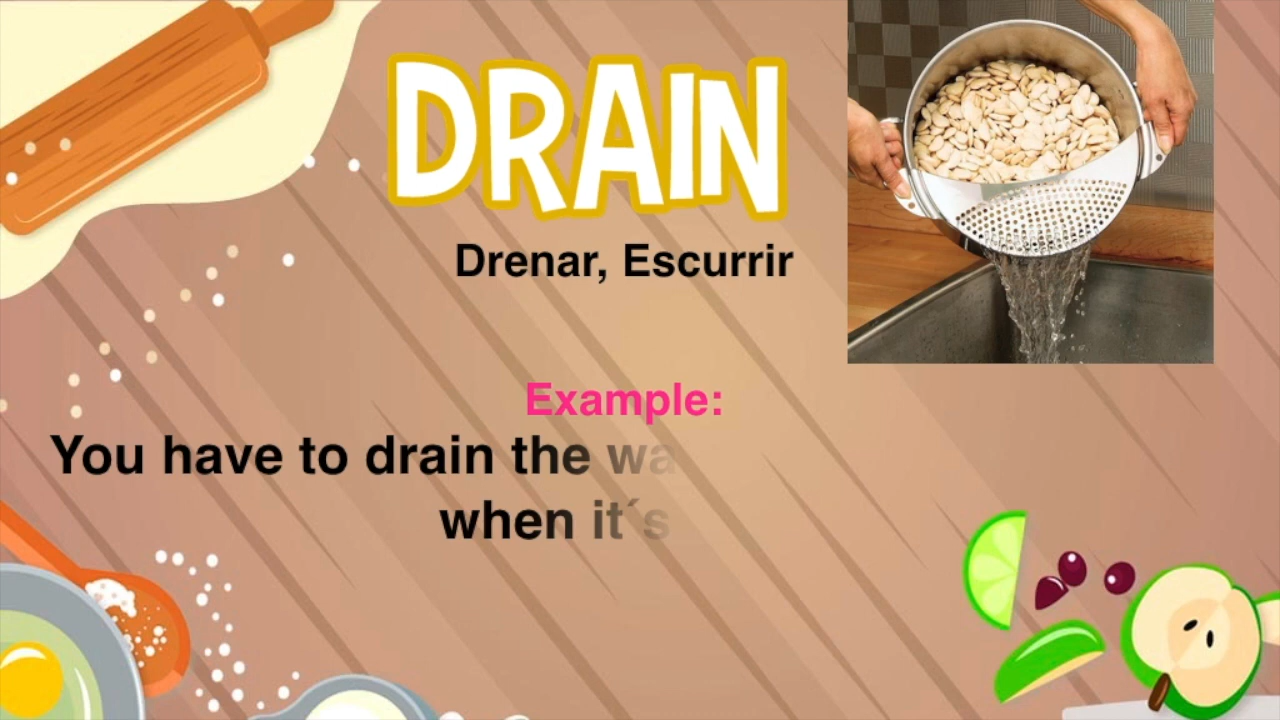 DRAIN
Drenar, Escurrir
Example:
You have to drain the
when it´s